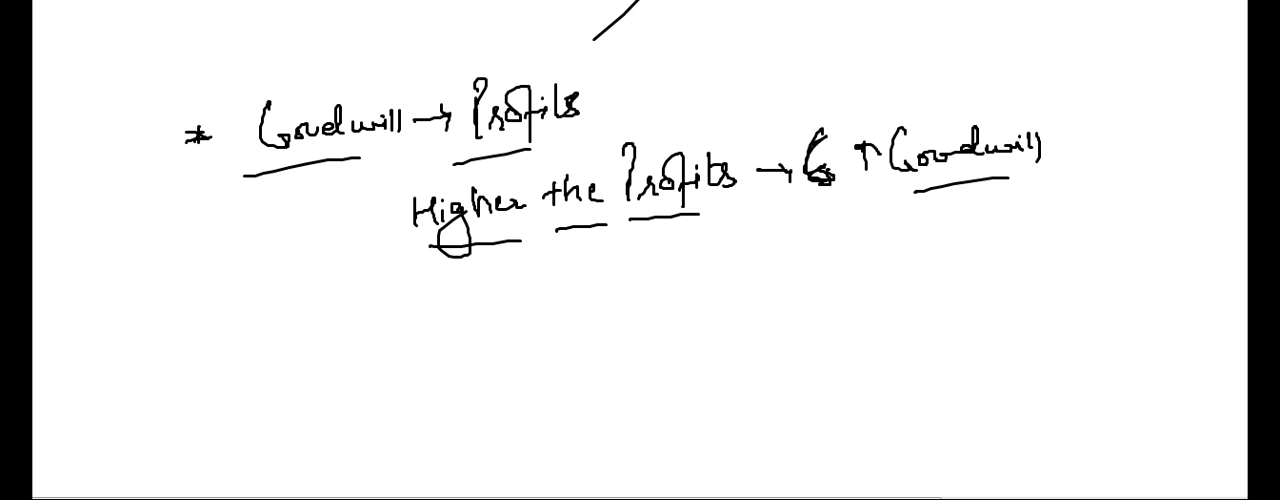 * Goodwill → Profits
Higher the Profits → ↑ Goodwill